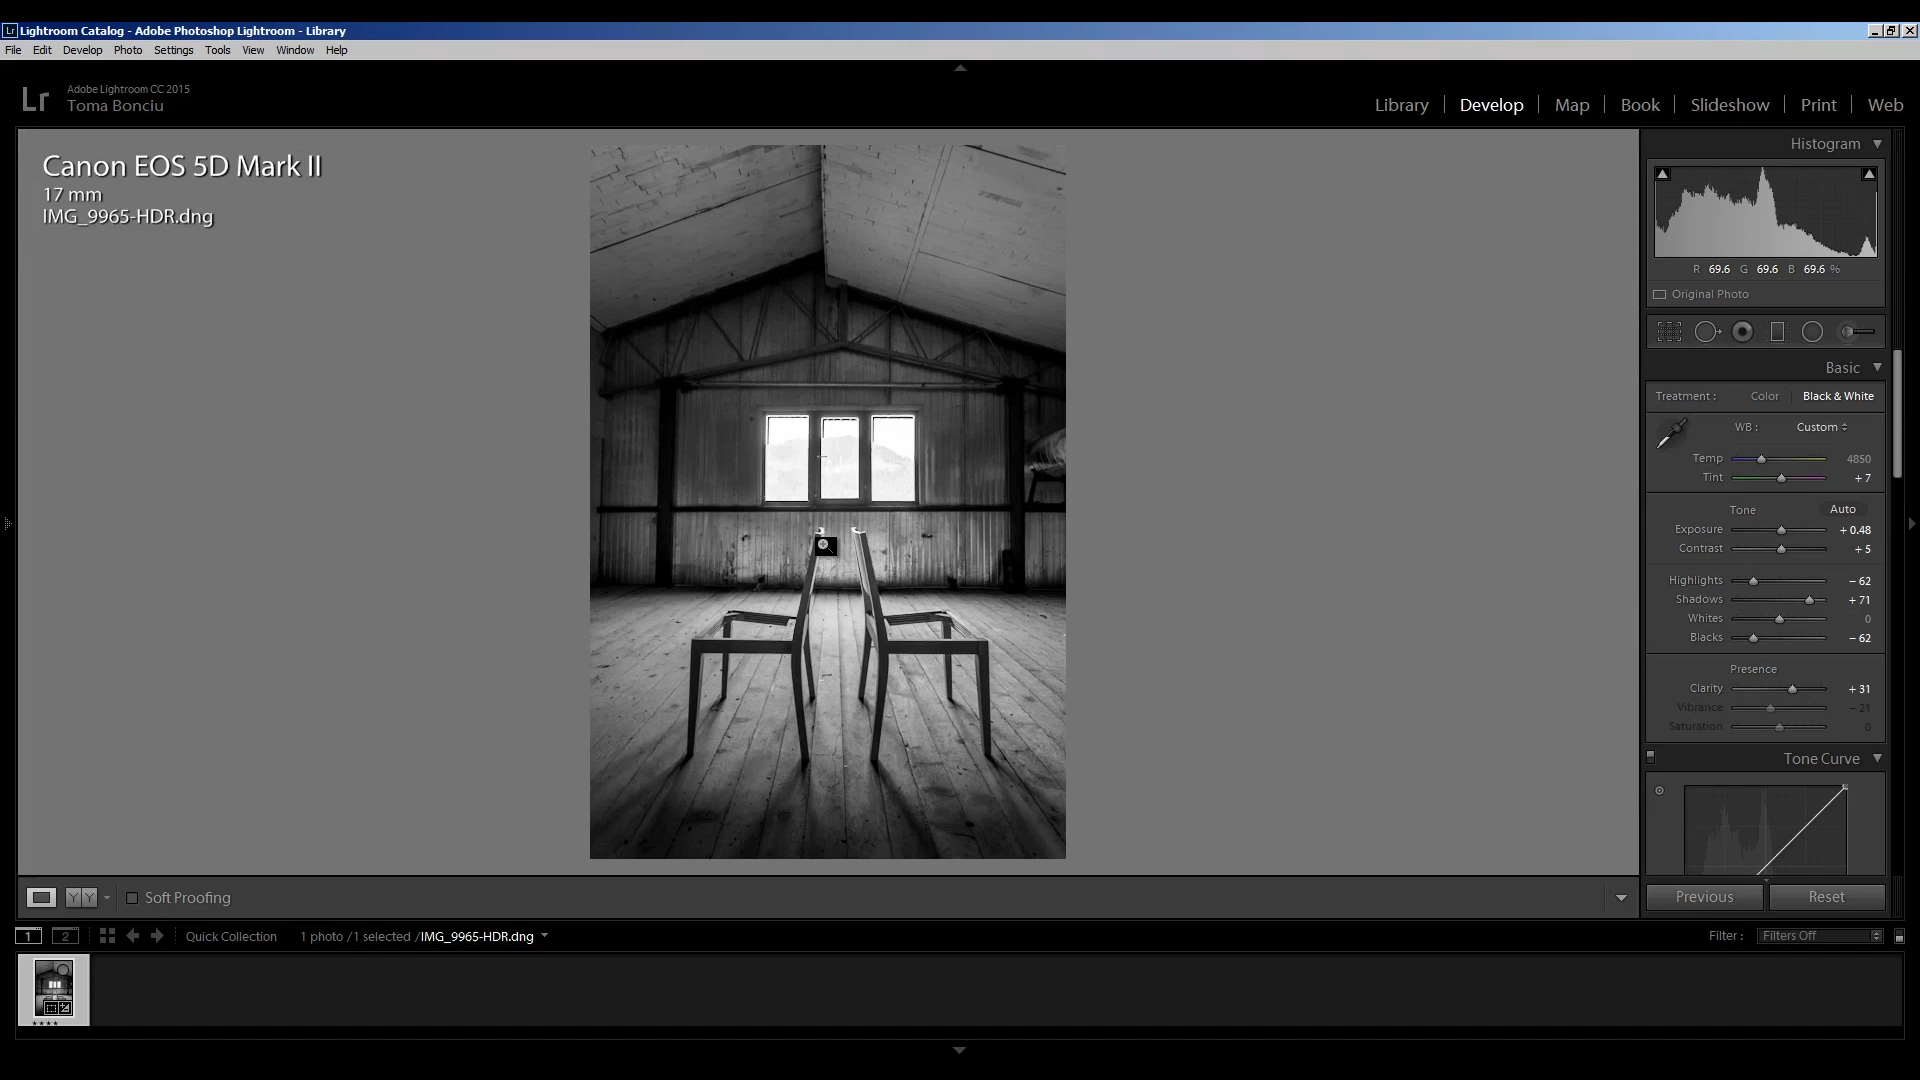 Lightroom Catalog - Adobe Photoshop Lightroom - Library
File Edit Develop Photo Settings Tools View Window Help
Lr
Adobe Lightroom CC 2015
Toma Bonciu
Library Develop Map Book Slideshow Print Web
Canon EOS 5D Mark II
17 mm
IMG_9965-HDR.dng
Histogram
R 69.6 G 69.6 B 69.6 %
Original Photo
Basic
Treatment : Color Black & White
WB : Custom
Temp 4850
Tint + 7
Tone Auto
Exposure + 0.48
Contrast + 5
Highlights – 62
Shadows + 71
Whites 0
Blacks – 62
Presence
Clarity + 31
Vibrance – 21
Saturation 0
Tone Curve
Y Y Soft Proofing
Previous Reset
1 2 Quick Collection 1 photo /1 selected /IMG_9965-HDR.dng Filter : Filters Off